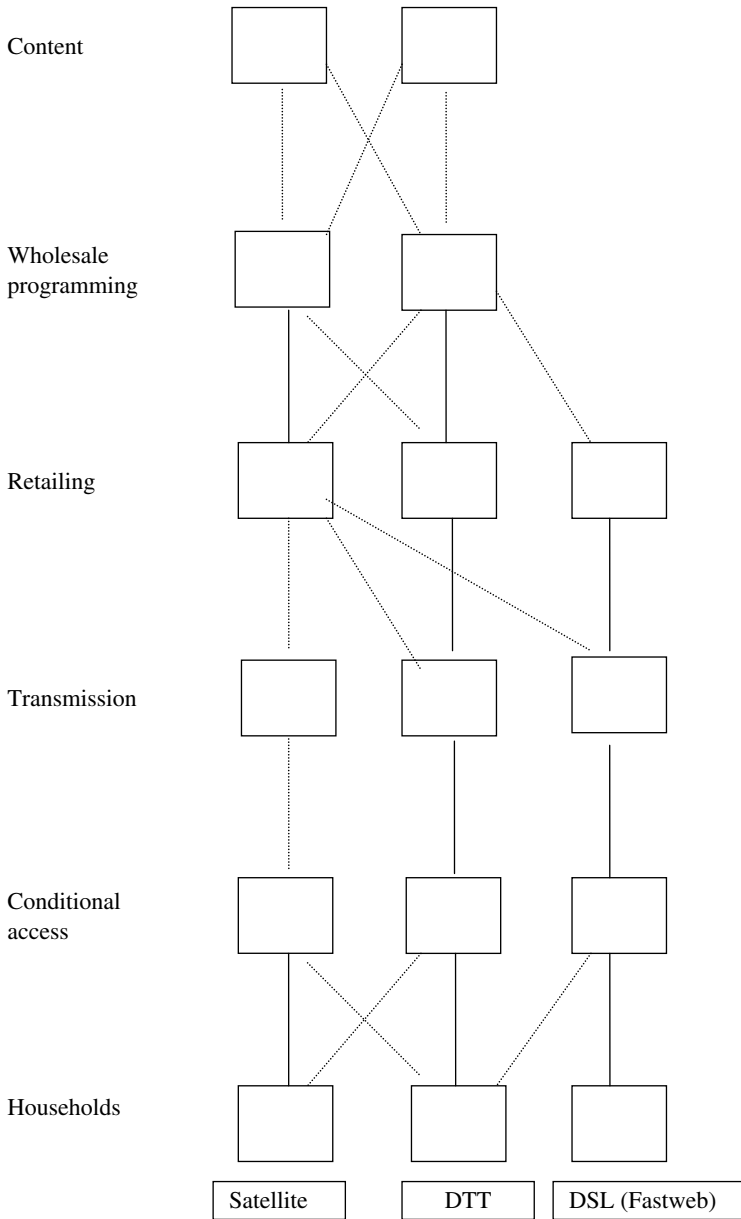 Content
Wholesale
programming
Retailing
Transmission
Conditional
access
Households
Satellite
DTT
DSL (Fastweb)